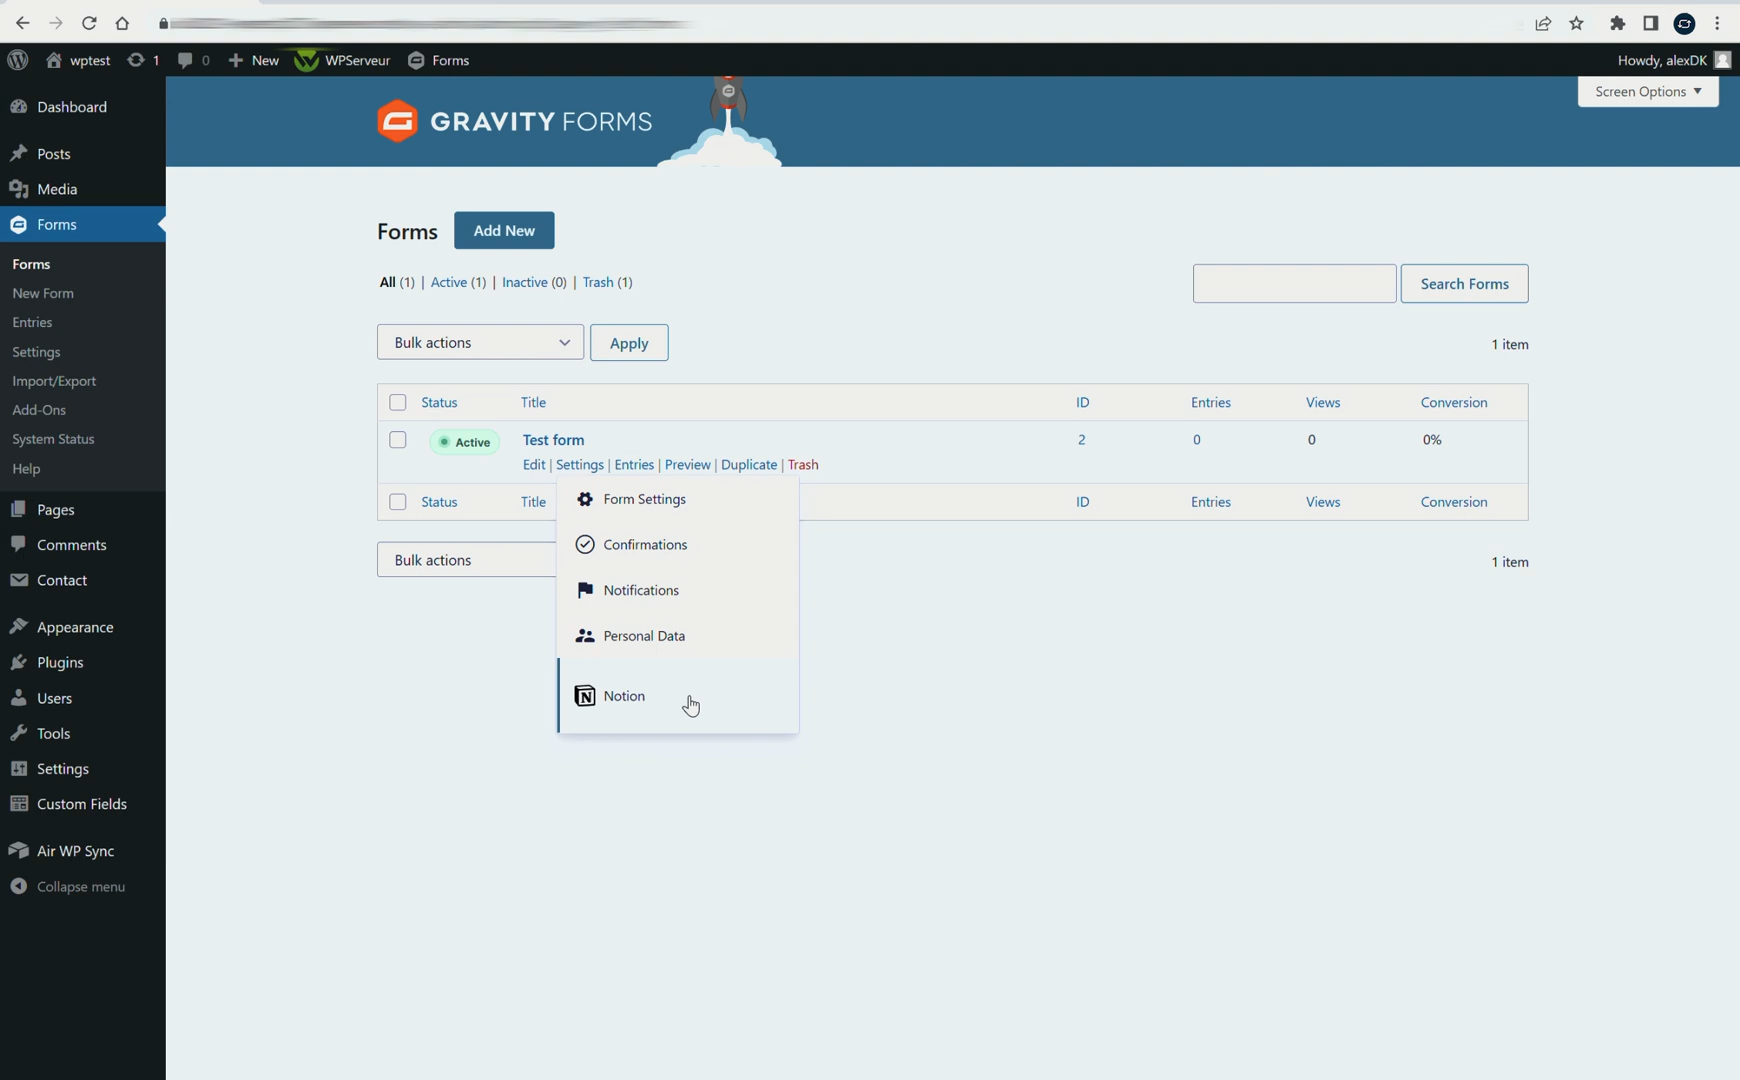 wptest 1 0 + New WPServeur Forms Howdy, alexDK
Dashboard
Posts
Media
Forms
Forms
New Form
Entries
Settings
Import/Export
Add-Ons
System Status
Help
Pages
Comments
Contact
Appearance
Plugins
Users
Tools
Settings
Custom Fields
Air WP Sync
Collapse menu
GRAVITY FORMS
Screen Options
Forms Add New
All (1) | Active (1) | Inactive (0) | Trash (1)
Search Forms
Bulk actions Apply 1 item
Status Title ID Entries Views Conversion
Active Test form 2 0 0 0%
Edit | Settings | Entries | Preview | Duplicate | Trash
Status Title ID Entries Views Conversion
Bulk actions 1 item
Form Settings
Confirmations
Notifications
Personal Data
Notion